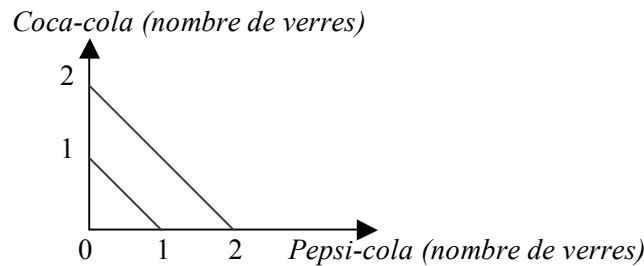 Coca-cola (nombre de verres)
2
1
0 1 2 Pepsi-cola (nombre de verres)